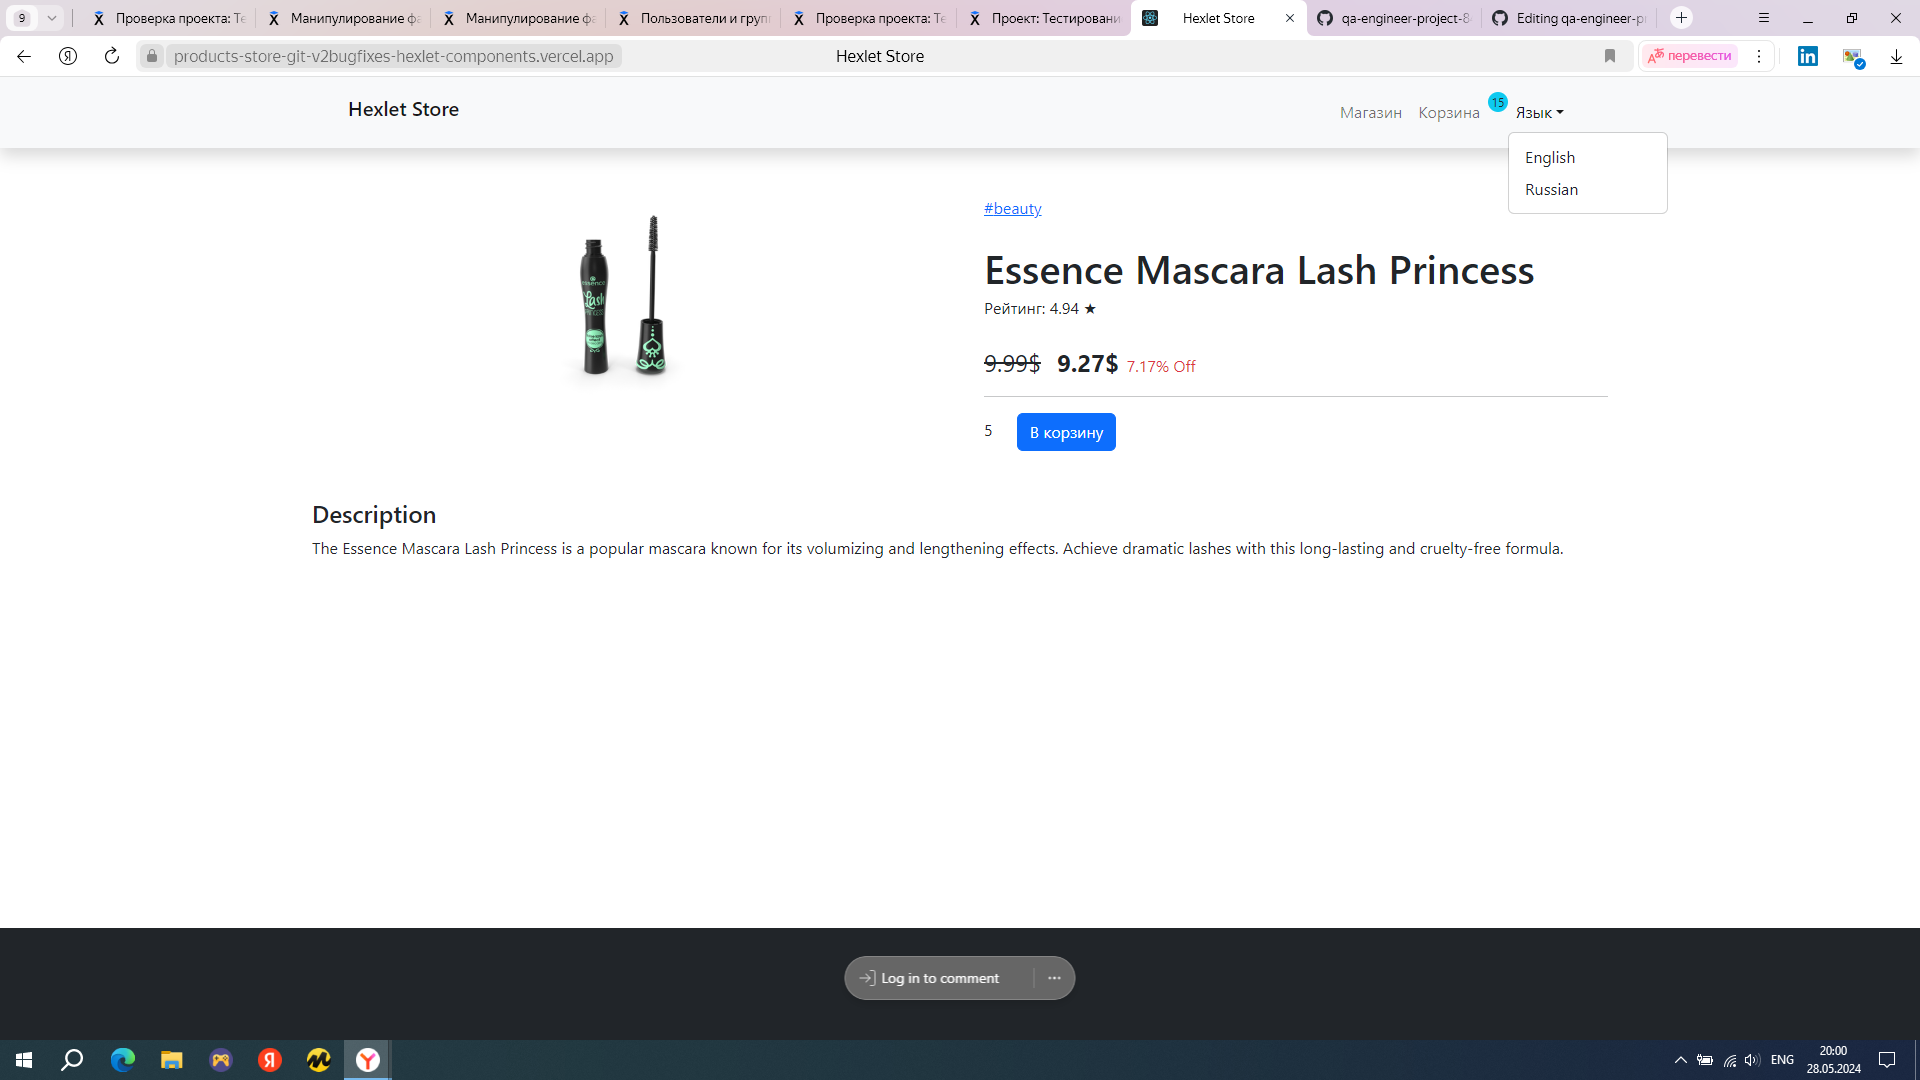 9
Проверка проекта: Те
Манипулирование фа
Манипулирование фа
Пользователи и груп
Проверка проекта: Те
Проект: Тестировани
Hexlet Store
qa-engineer-project-8
Editing qa-engineer-p
products-store-git-v2bugfixes-hexlet-components.vercel.app
Hexlet Store
перевести
Hexlet Store
Магазин
Корзина
15
Язык
English
Russian
#beauty
Essence Mascara Lash Princess
Рейтинг: 4.94 ★
9.99$ 9.27$ 7.17% Off
5
В корзину
essence
Lash
Description
The Essence Mascara Lash Princess is a popular mascara known for its volumizing and lengthening effects. Achieve dramatic lashes with this long-lasting and cruelty-free formula.
Log in to comment
ENG
20:00
28.05.2024